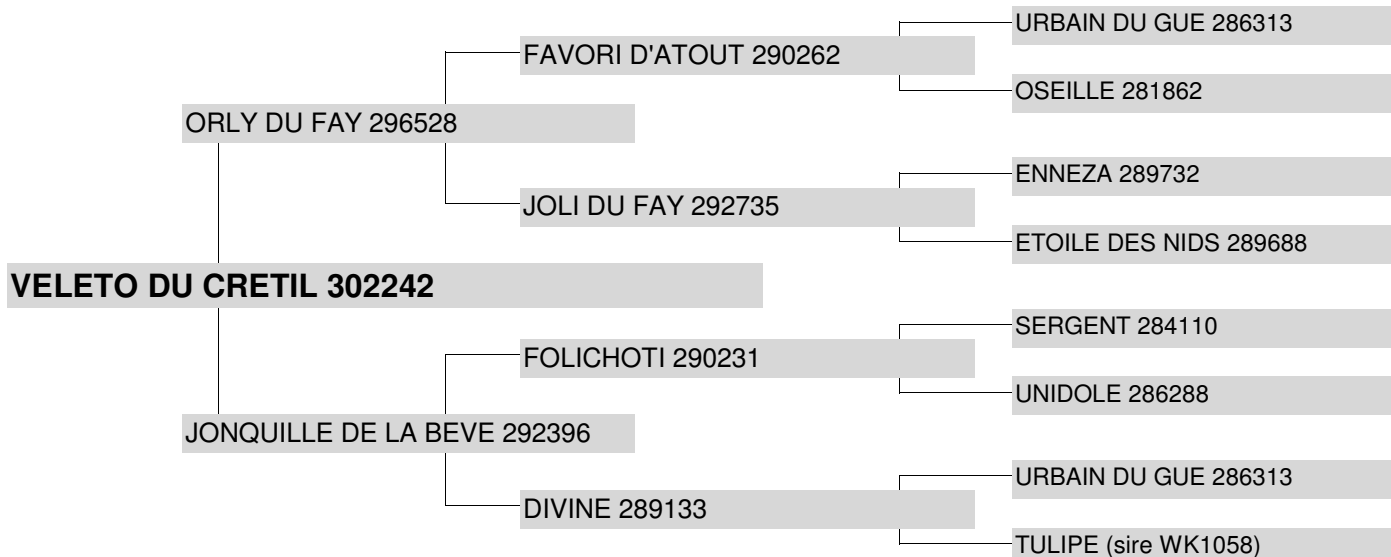 URBAIN DU GUE 286313
FAVORI D'ATOUT 290262
OSEILLE 281862
ORLY DU FAY 296528
ENNEZA 289732
JOLI DU FAY 292735
ETOILE DES NIDS 289688
VELETO DU CRETIL 302242
SERGENT 284110
FOLICHOTI 290231
UNIDOLE 286288
JONQUILLE DE LA BEVE 292396
URBAIN DU GUE 286313
DIVINE 289133
TULIPE (sire WK1058)